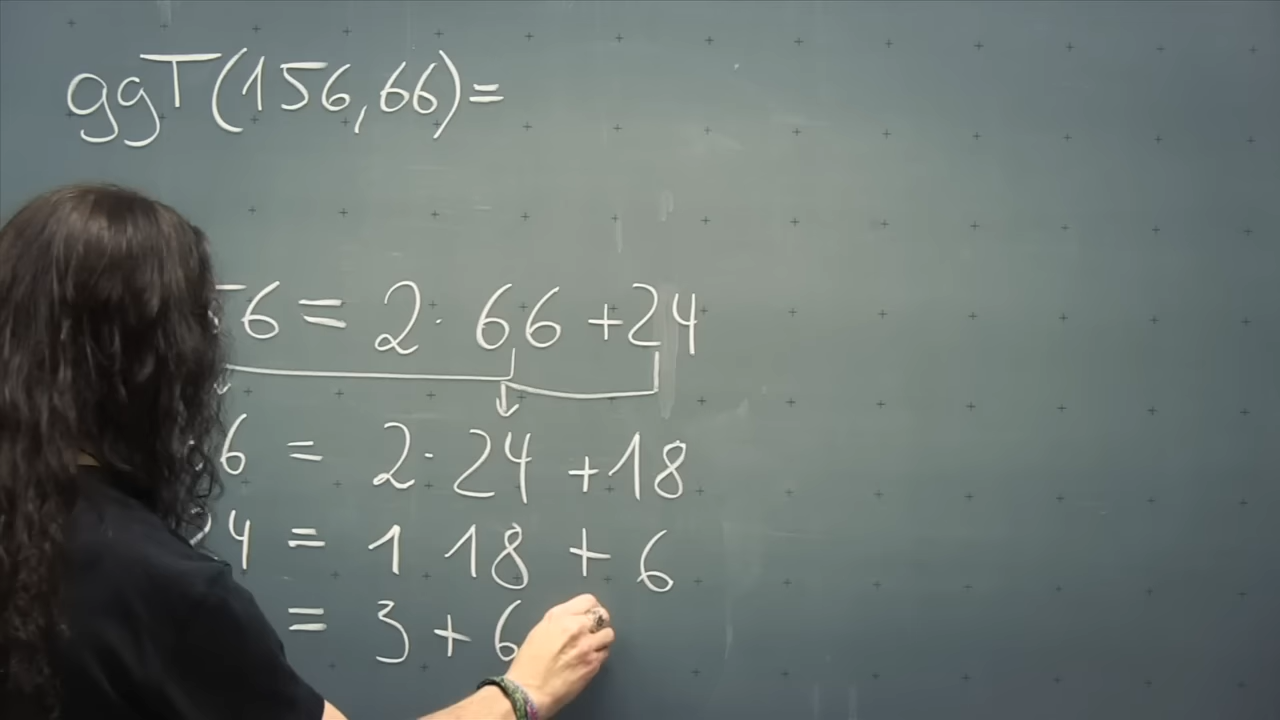 ggT(156,66)=
6 = 2· 66 +24
6 = 2·24 +18
4 = 1 18 + 6
= 3 + 6